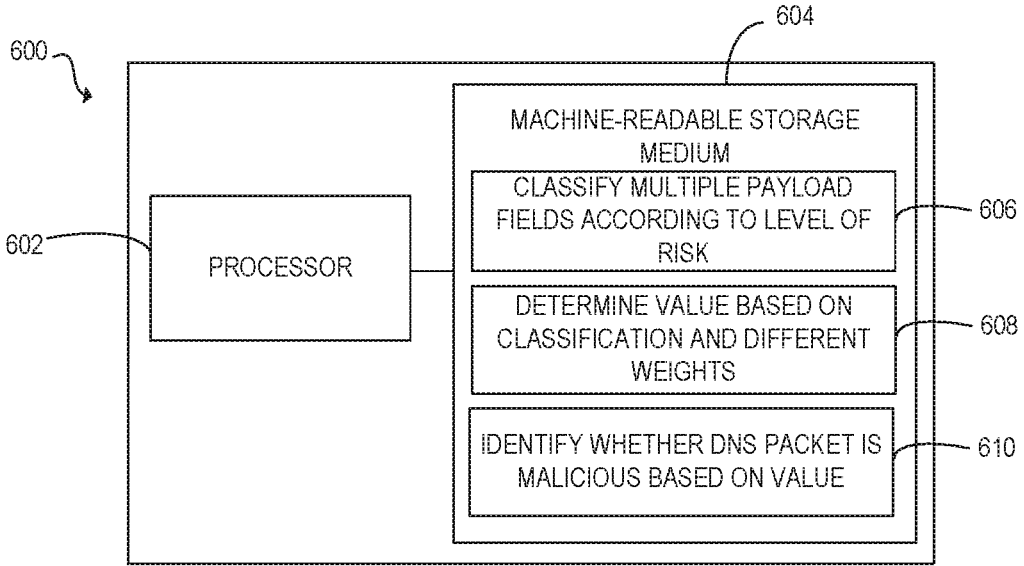 600
604
MACHINE-READABLE STORAGE
MEDIUM
CLASSIFY MULTIPLE PAYLOAD
FIELDS ACCORDING TO LEVEL OF
RISK
606
602
PROCESSOR
DETERMINE VALUE BASED ON
CLASSIFICATION AND DIFFERENT
WEIGHTS
608
IDENTIFY WHETHER DNS PACKET IS
MALICIOUS BASED ON VALUE
610